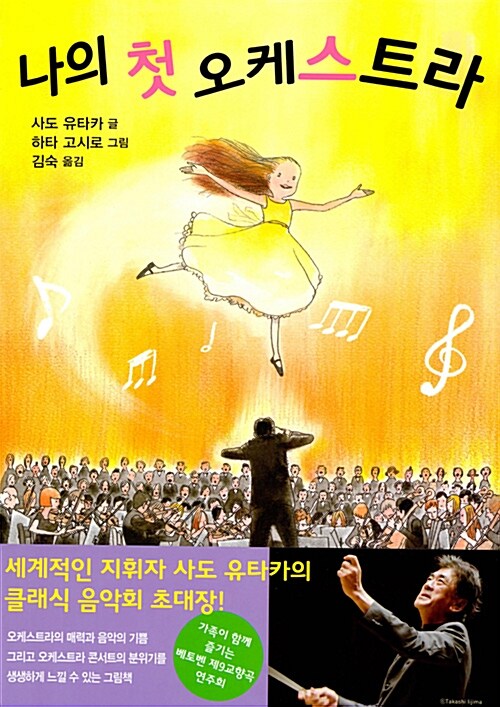 나의 첫 오케스트라
사도 유타카 글
하타 고시로 그림
김숙 옮김
세계적인 지휘자 사도 유타카의
클래식 음악회 초대장!
오케스트라의 매력과 음악의 기쁨
그리고 오케스트라 콘서트의 분위기를
생생하게 느낄 수 있는 그림책
가족이 함께
즐기는
베토벤 제9교향곡
연주회
©Takashi Iijima